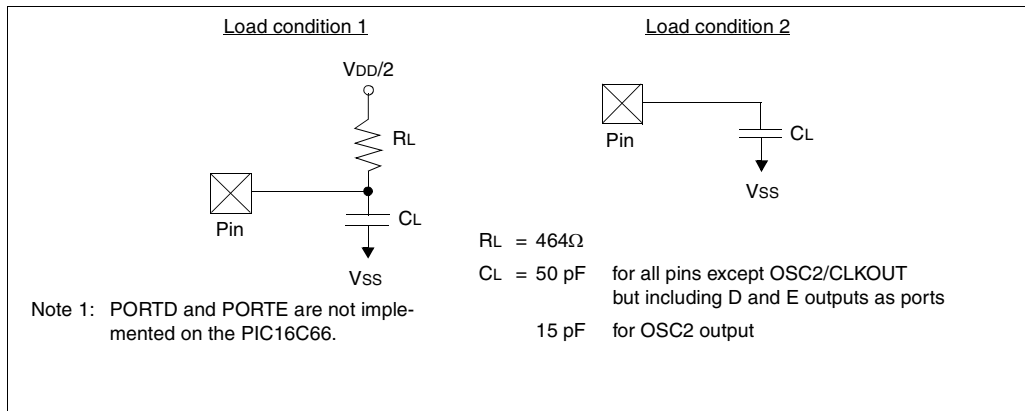 Load condition 1
VDD/2
RL
Pin
CL
VSS
Note 1: PORTD and PORTE are not imple-
mented on the PIC16C66.
Load condition 2
Pin
CL
VSS
RL = 464Ω
CL = 50 pF for all pins except OSC2/CLKOUT
but including D and E outputs as ports
15 pF for OSC2 output